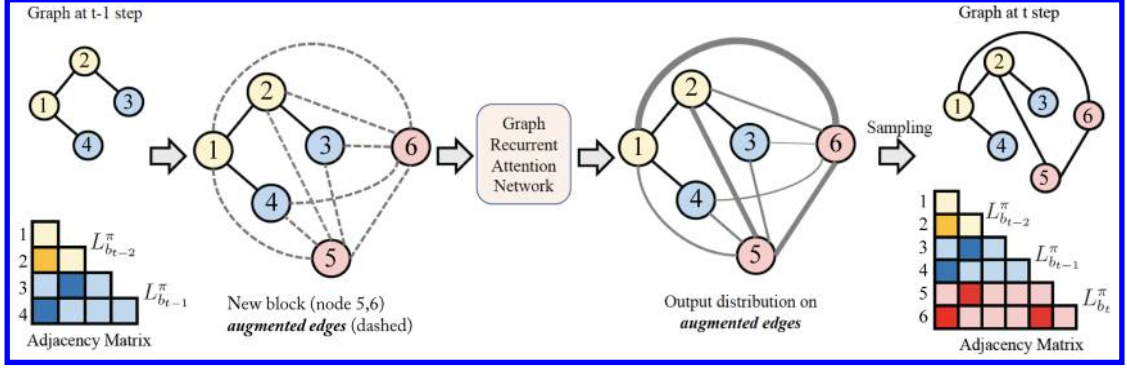 Graph at t-1 step
2
1
3
4
1
2
3
4
L^π_{b_{t-2}}
L^π_{b_{t-1}}
Adjacency Matrix
2
1
3
6
4
5
New block (node 5,6)
augmented edges (dashed)
Graph
Recurrent
Attention
Network
2
1
3
6
4
5
Output distribution on
augmented edges
Sampling
Graph at t step
2
1
3
6
4
5
1
2
3
4
5
6
L^π_{b_{t-2}}
L^π_{b_{t-1}}
L^π_{b_t}
Adjacency Matrix